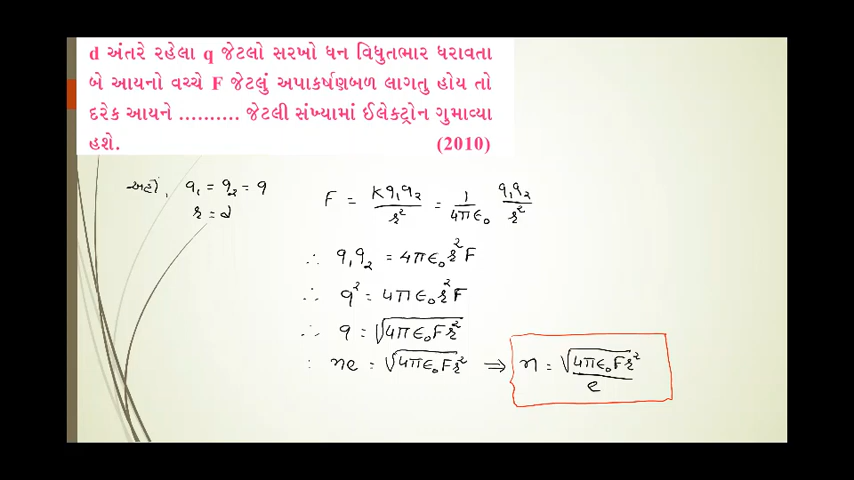 d અંતરે રહેલા q જેટલો સરખો ધન વિધુતભાર ધરાવતા
બે આયનો વચ્ચે F જેટલું અપાકર્ષણબળ લાગતુ હોય તો
દરેક આયને .......... જેટલી સંખ્યામાં ઈલેક્ટ્રોન ગુમાવ્યા
હશે. (2010)
અહીં, q₁ = q₂ = q
r = d
F = Kq₁q₂/r² = 1/4πϵ₀ q₁q₂/r²
∴ q₁q₂ = 4πϵ₀r²F
∴ q² = 4πϵ₀r²F
∴ q = √4πϵ₀Fr²
: ne = √4πϵ₀Fr² ⇒ n = √4πϵ₀Fr²/e